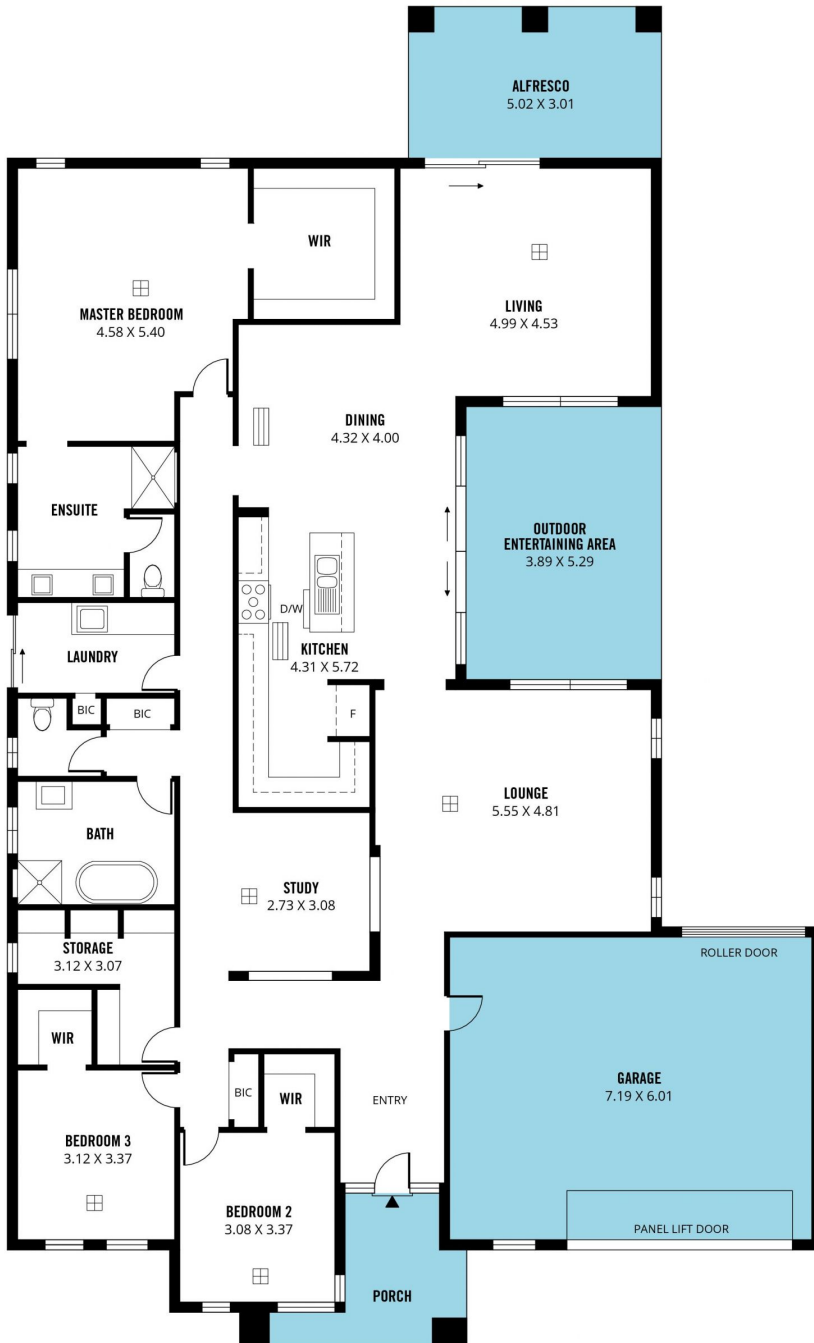 ALFRESCO
5.02 X 3.01
WIR
MASTER BEDROOM
4.58 X 5.40
LIVING
4.99 X 4.53
DINING
4.32 X 4.00
ENSUITE
OUTDOOR
ENTERTAINING AREA
3.89 X 5.29
D/W
KITCHEN
4.31 X 5.72
LAUNDRY
BIC
BIC
F
LOUNGE
5.55 X 4.81
BATH
STUDY
2.73 X 3.08
STORAGE
3.12 X 3.07
ROLLER DOOR
WIR
GARAGE
7.19 X 6.01
BIC
WIR
ENTRY
BEDROOM 3
3.12 X 3.37
BEDROOM 2
3.08 X 3.37
PANEL LIFT DOOR
PORCH